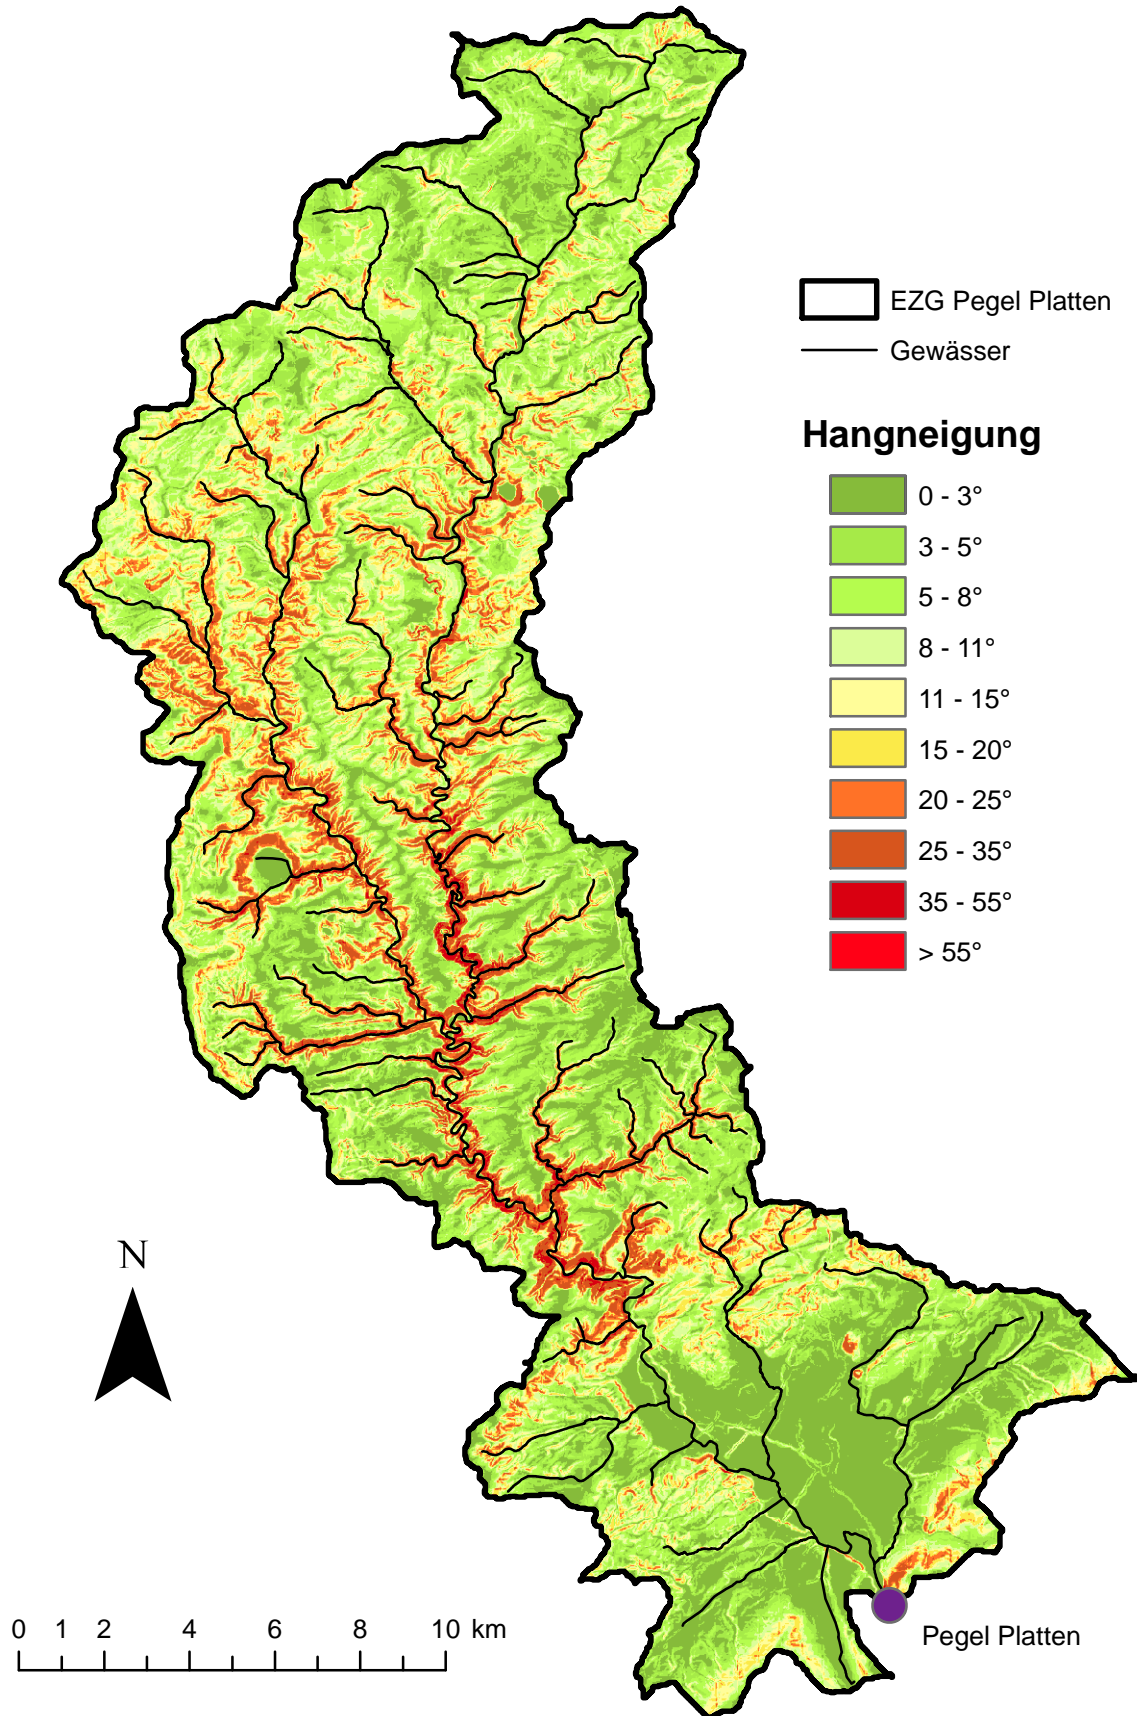 EZG Pegel Platten
Gewässer
Hangneigung
0 - 3°
3 - 5°
5 - 8°
8 - 11°
11 - 15°
15 - 20°
20 - 25°
25 - 35°
35 - 55°
> 55°
N
0 1 2 4 6 8 10 km
Pegel Platten